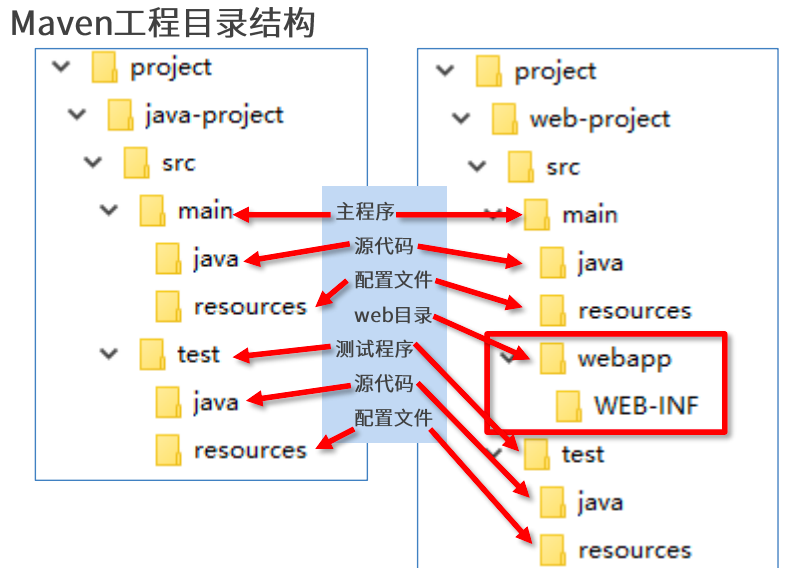 Maven工程目录结构
project
java-project
src
main
java
resources
test
java
resources
主程序
源代码
配置文件
web目录
测试程序
源代码
配置文件
project
web-project
src
main
java
resources
webapp
WEB-INF
test
java
resources